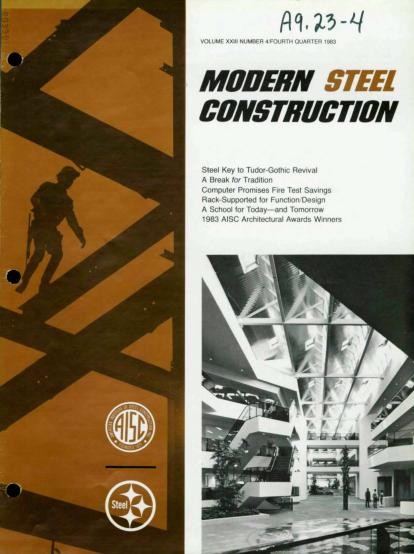 A9.23-4
VOLUME XXIII NUMBER 4/FOURTH QUARTER 1983
MODERN STEEL
CONSTRUCTION
Steel Key to Tudor-Gothic Revival
A Break for Tradition
Computer Promises Fire Test Savings
Rack-Supported for Function/Design
A School for Today—and Tomorrow
1983 AISC Architectural Awards Winners
AISC
Steel